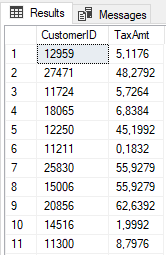 Results Messages
CustomerID TaxAmt
1 12959 5,1176
2 27471 48,2792
3 11724 5,7264
4 18065 6,8384
5 12250 45,1992
6 11211 0,1832
7 25830 55,9279
8 15006 55,9279
9 20856 62,6392
10 14516 1,9992
11 11300 8,7976